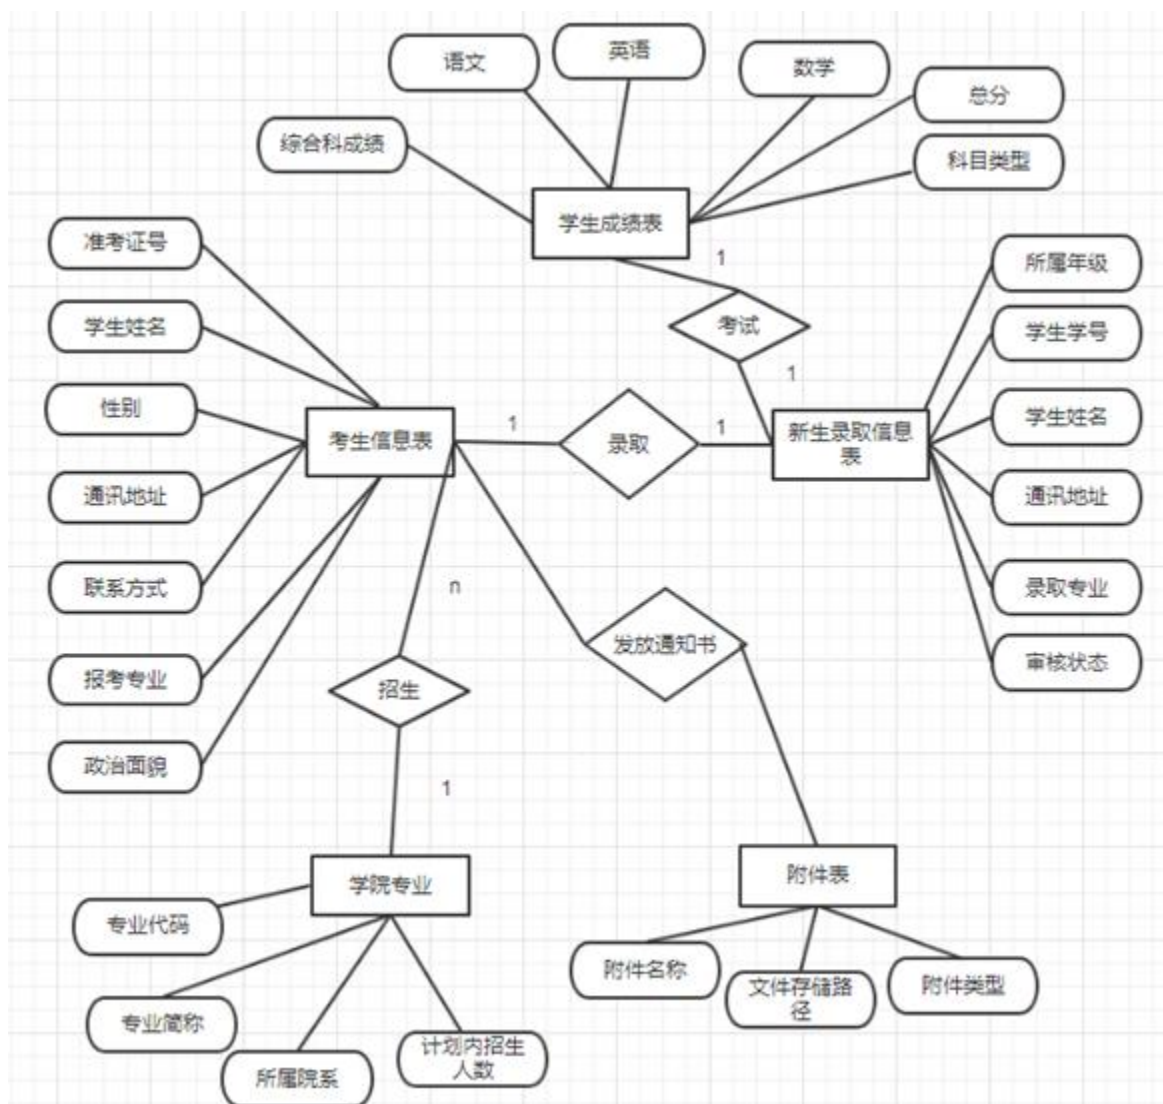 语文
英语
数学
总分
综合科成绩
科目类型
学生成绩表
准考证号
1
所属年级
学生姓名
考试
学生学号
1
性别
考生信息表
1
录取
1
新生录取信息
表
学生姓名
通讯地址
通讯地址
联系方式
n
录取专业
发放通知书
报考专业
招生
审核状态
政治面貌
1
学院专业
附件表
专业代码
附件名称
文件存储路
径
附件类型
专业简称
所属院系
计划内招生
人数